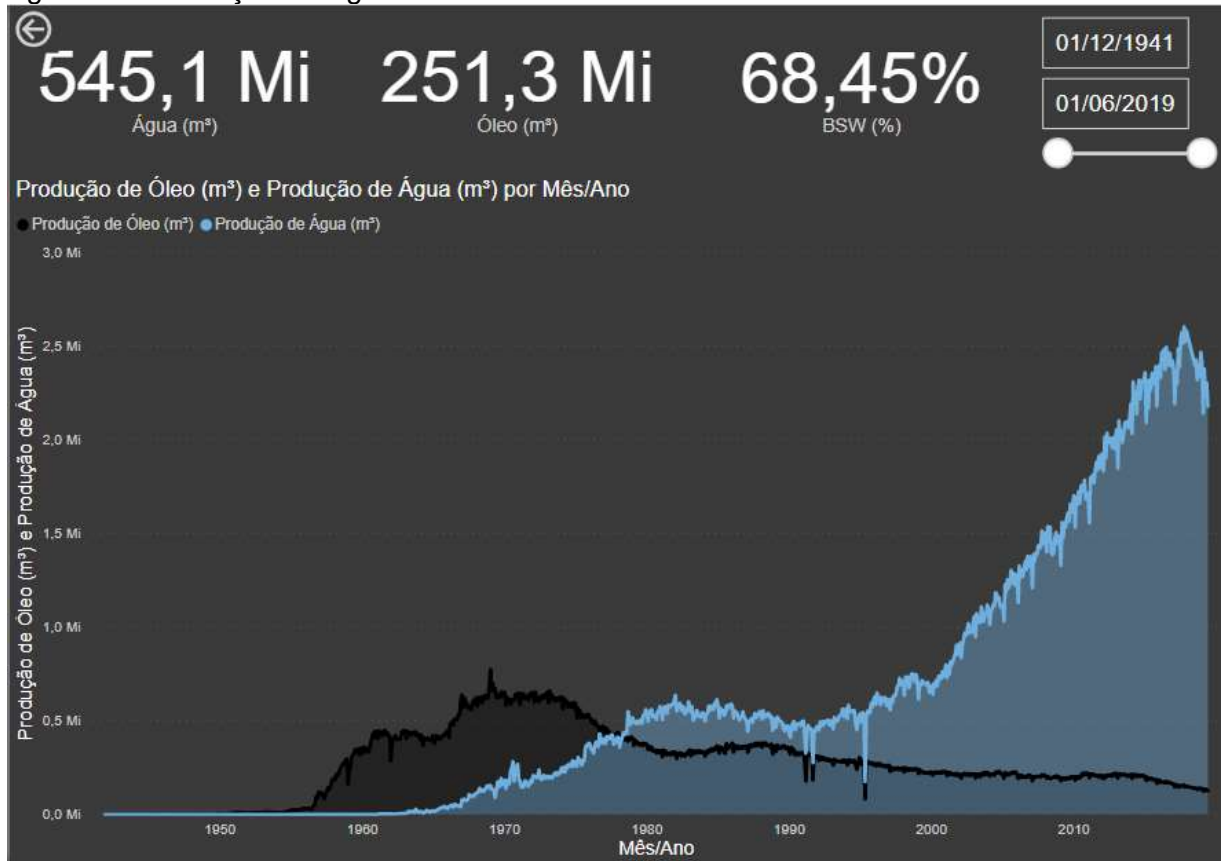 545,1 Mi
Água (m³)
251,3 Mi
Óleo (m³)
68,45%
BSW (%)
01/12/1941
01/06/2019
Produção de Óleo (m³) e Produção de Água (m³) por Mês/Ano
Produção de Óleo (m³) Produção de Água (m³)
Produção de Óleo (m³) e Produção de Água (m³)
3,0 Mi
2,5 Mi
2,0 Mi
1,5 Mi
1,0 Mi
0,5 Mi
0,0 Mi
1950 1960 1970 1980 1990 2000 2010
Mês/Ano